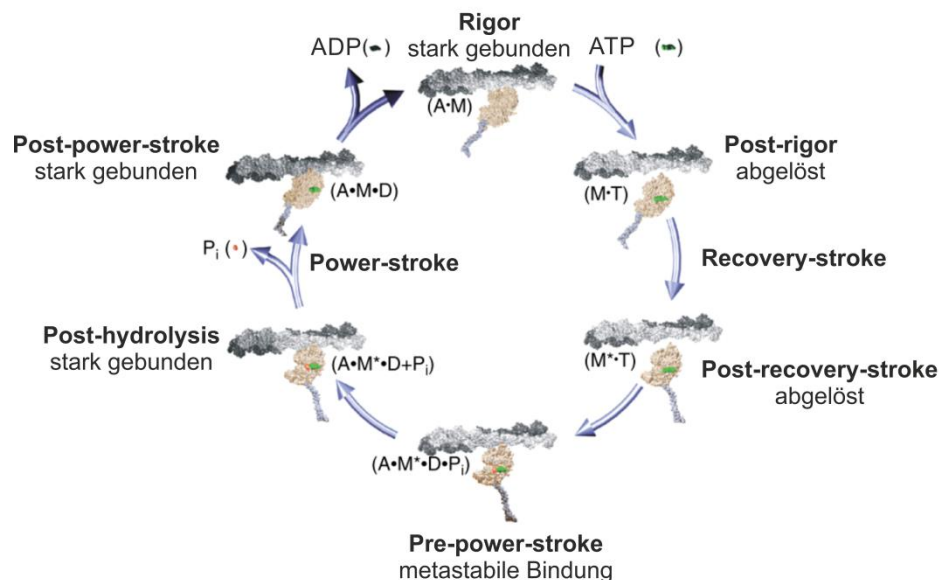 Rigor
stark gebunden
ADP(
)
ATP (
)
(A•M)
Post-rigor
abgelöst
(M•T)
Recovery-stroke
(M*•T)
Post-recovery-stroke
abgelöst
(A•M*•D•Pi)
Pre-power-stroke
metastabile Bindung
Post-hydrolysis
stark gebunden
(A•M*•D+Pi)
Pi (
)
Power-stroke
Post-power-stroke
stark gebunden
(A•M•D)